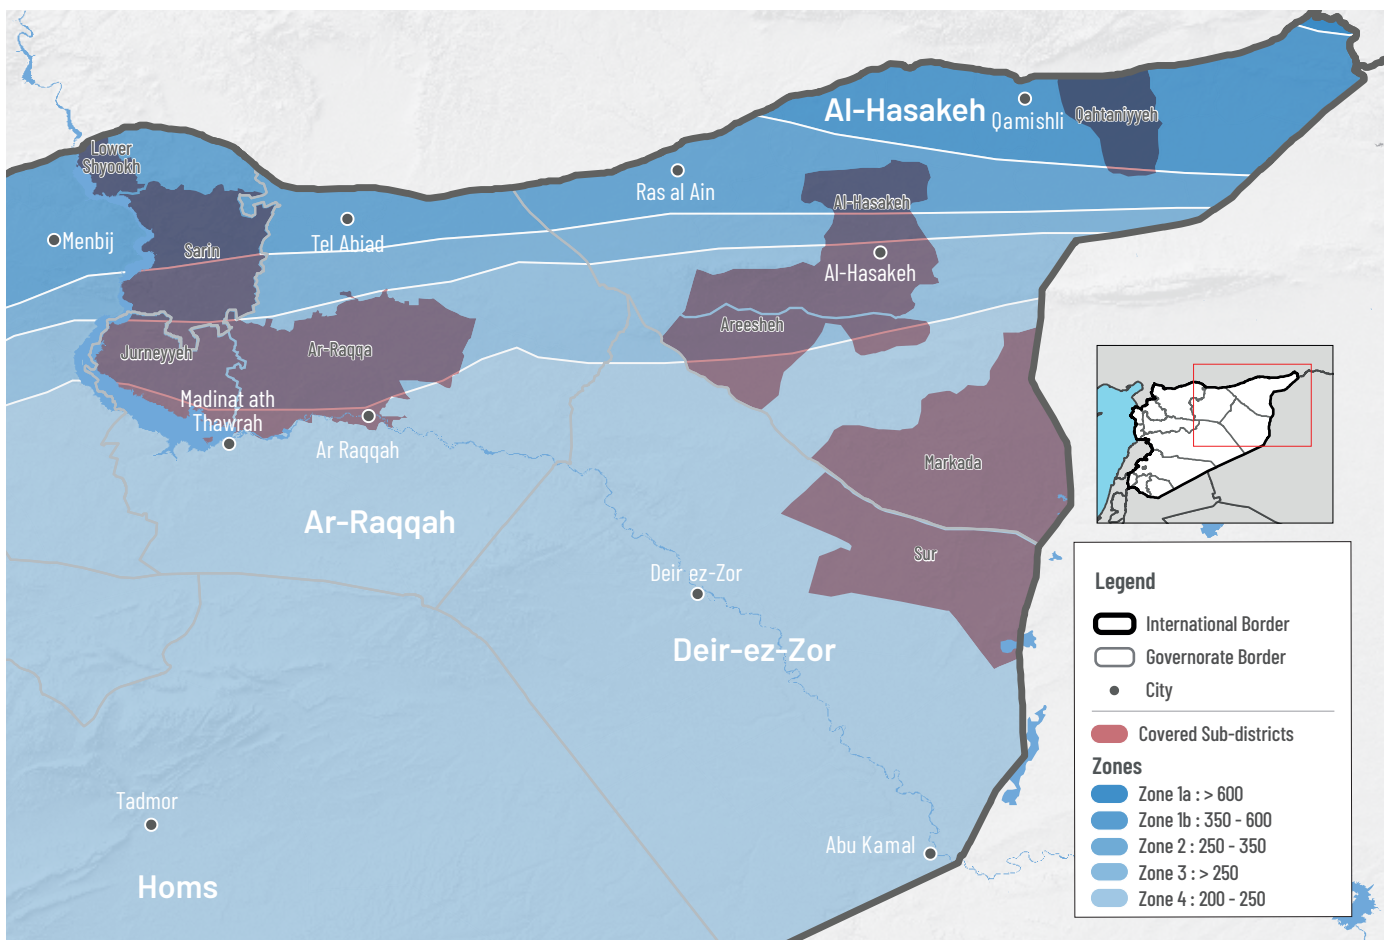 Al-Hasakeh
Qamishli
Qahtaniyyeh
Lower
Shyookh
Ras al Ain
Al-Hasakeh
Menbij
Sarin
Tel Abiad
Al-Hasakeh
Areesheh
Jurneyyeh
Ar-Raqqa
Madinat ath
Thawrah
Ar Raqqah
Markada
Ar-Raqqah
Sur
Deir ez-Zor
Deir-ez-Zor
Tadmor
Abu Kamal
Homs
Legend
International Border
Governorate Border
City
Covered Sub-districts
Zones
Zone 1a : > 600
Zone 1b : 350 - 600
Zone 2 : 250 - 350
Zone 3 : > 250
Zone 4 : 200 - 250